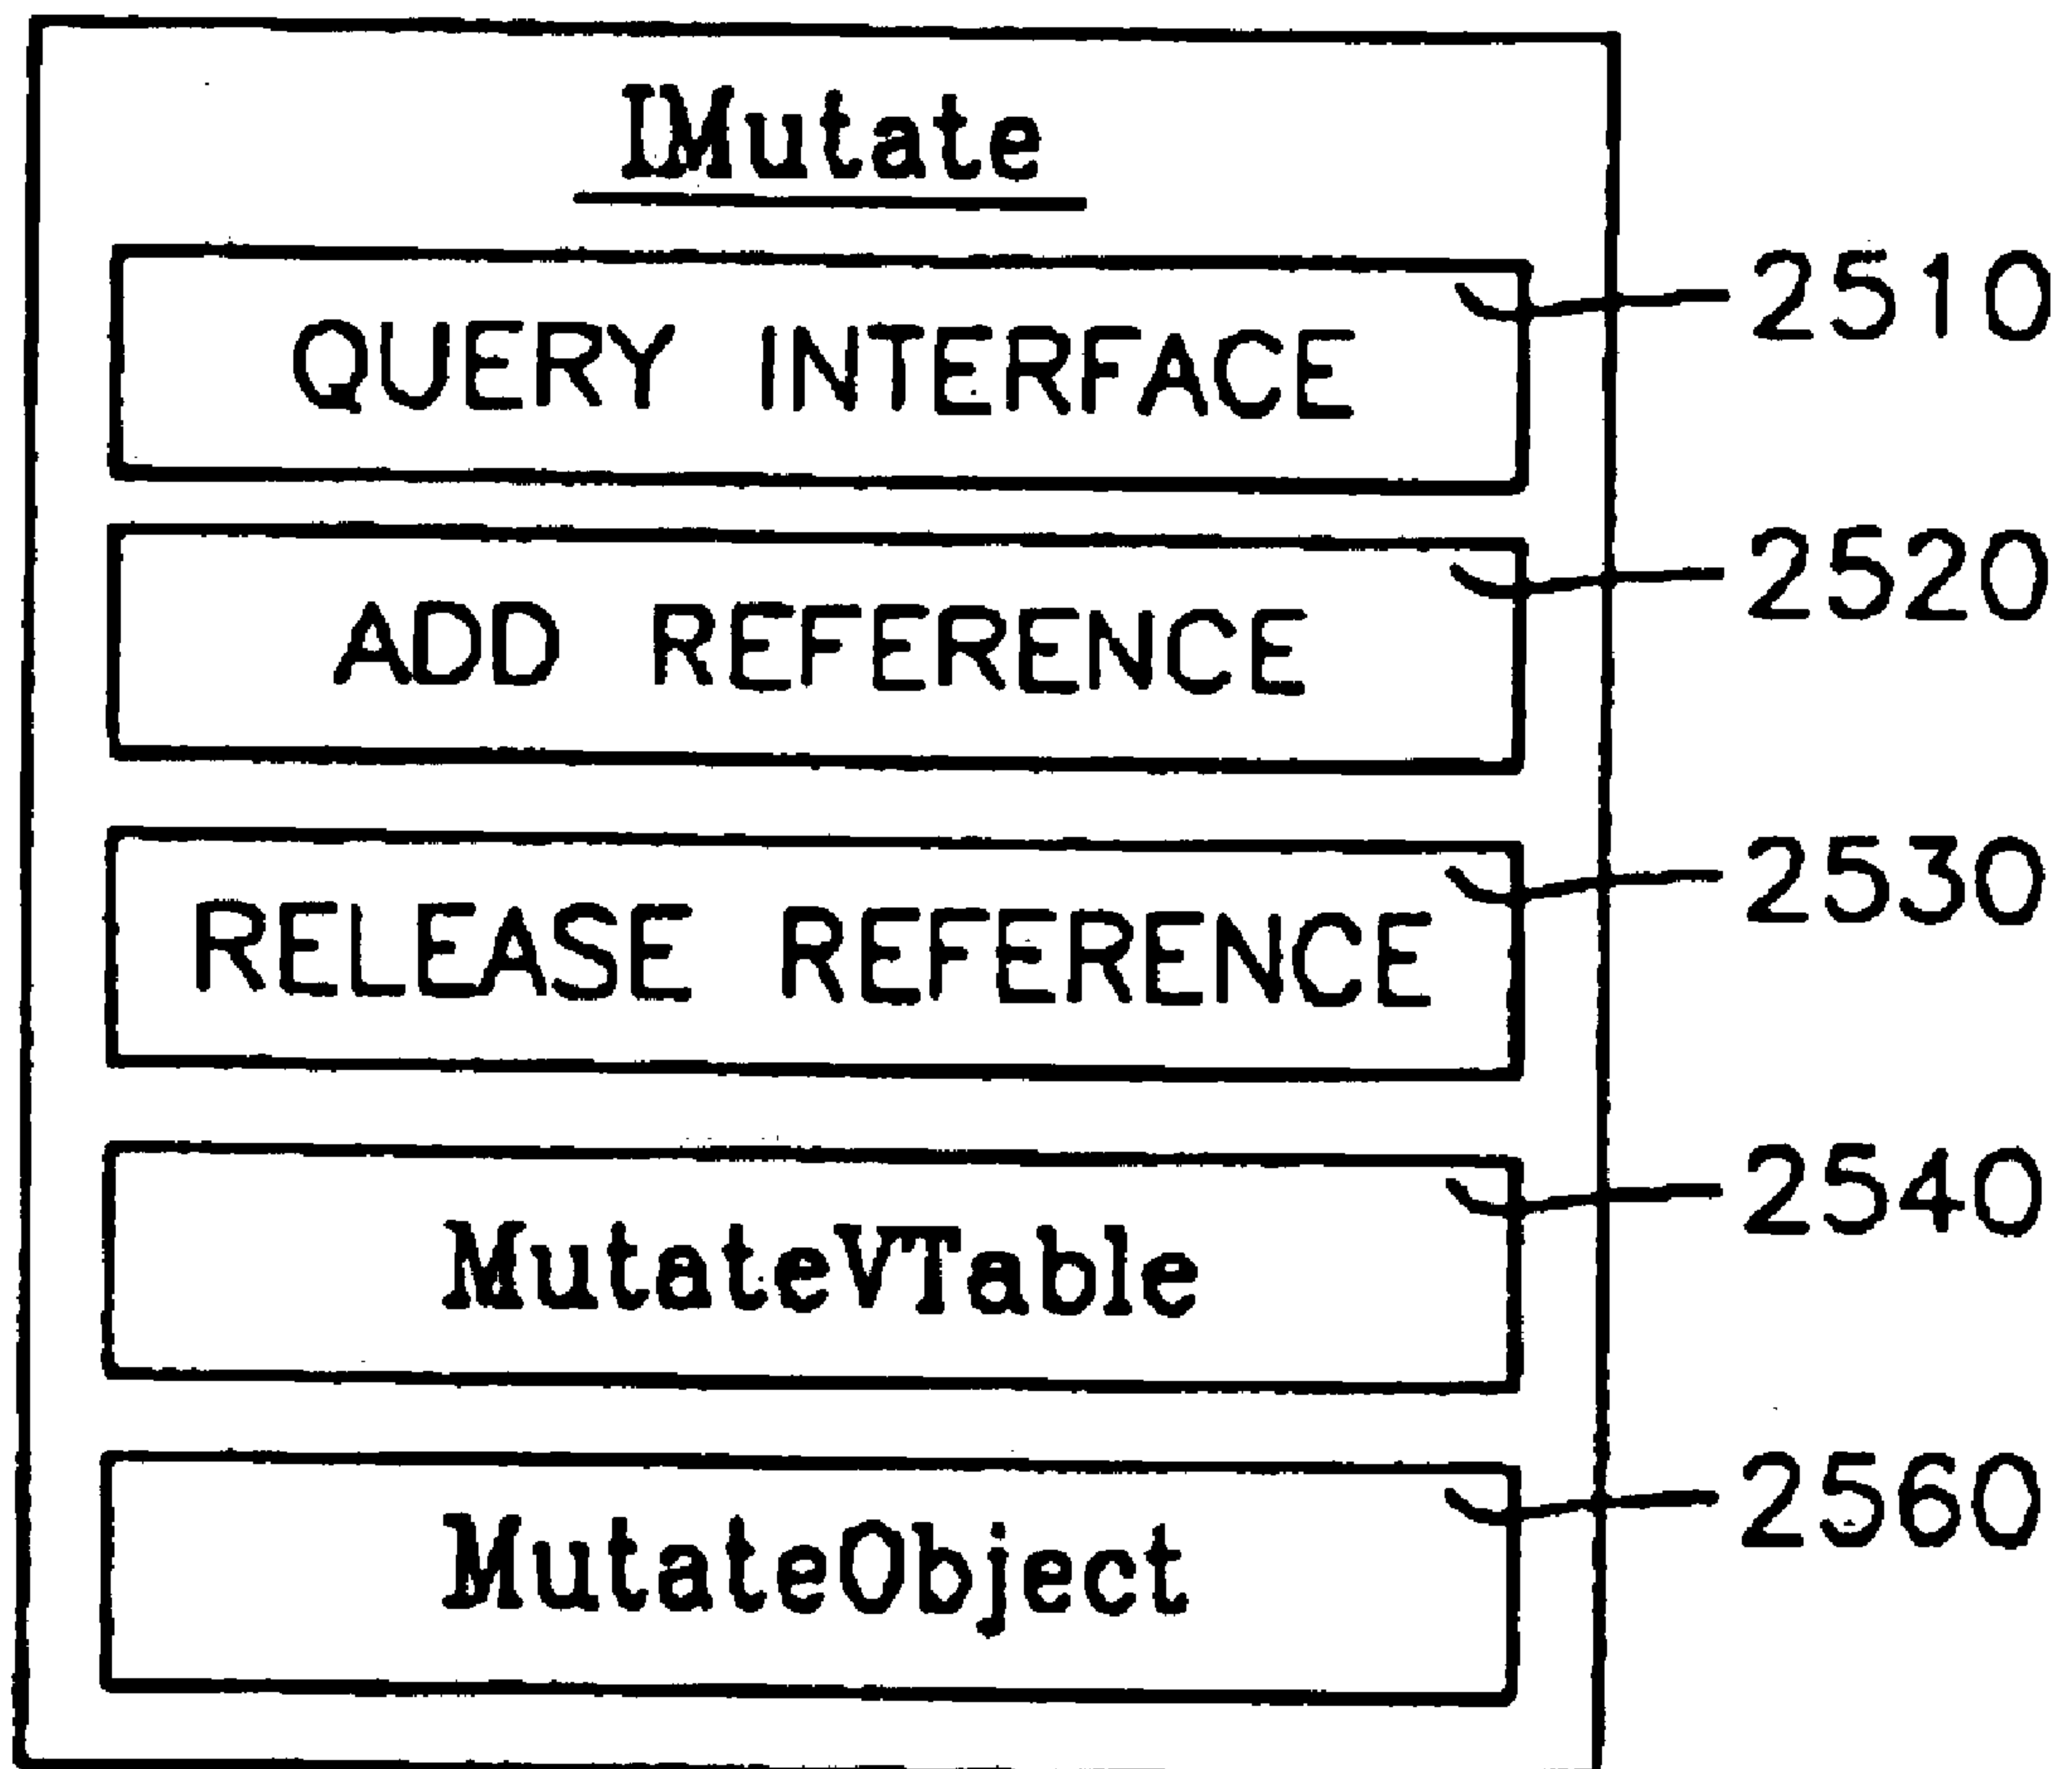 IMutate
QUERY INTERFACE 2510
ADD REFERENCE 2520
RELEASE REFERENCE 2530
MutateVTable 2540
MutateObject 2560